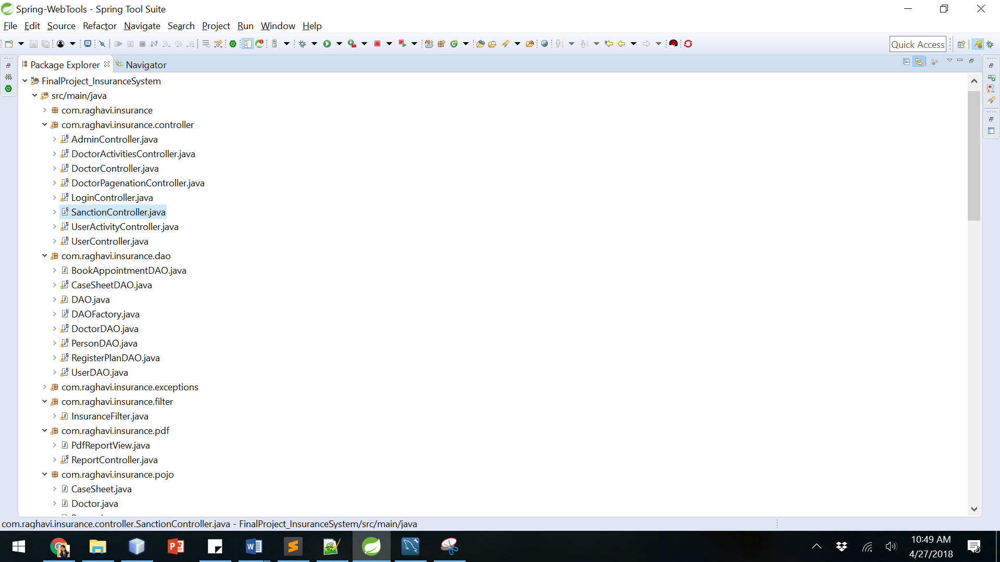 Spring-WebTools - Spring Tool Suite
File Edit Source Refactor Navigate Search Project Run Window Help
Quick Access
Package Explorer Navigator
FinalProject_InsuranceSystem
src/main/java
com.raghavi.insurance
com.raghavi.insurance.controller
AdminController.java
DoctorActivitiesController.java
DoctorController.java
DoctorPagenationController.java
LoginController.java
SanctionController.java
UserActivityController.java
UserController.java
com.raghavi.insurance.dao
BookAppointmentDAO.java
CaseSheetDAO.java
DAO.java
DAOFactory.java
DoctorDAO.java
PersonDAO.java
RegisterPlanDAO.java
UserDAO.java
com.raghavi.insurance.exceptions
com.raghavi.insurance.filter
InsuranceFilter.java
com.raghavi.insurance.pdf
PdfReportView.java
ReportController.java
com.raghavi.insurance.pojo
CaseSheet.java
Doctor.java
com.raghavi.insurance.controller.SanctionController.java - FinalProject_InsuranceSystem/src/main/java
10:49 AM
4/27/2018